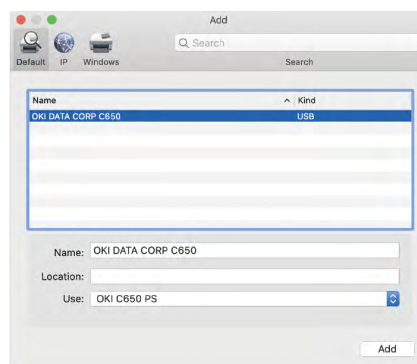 Add
Search
Default IP Windows Search
Name Kind
OKI DATA CORP C650 USB
Name: OKI DATA CORP C650
Location:
Use: OKI C650 PS
Add